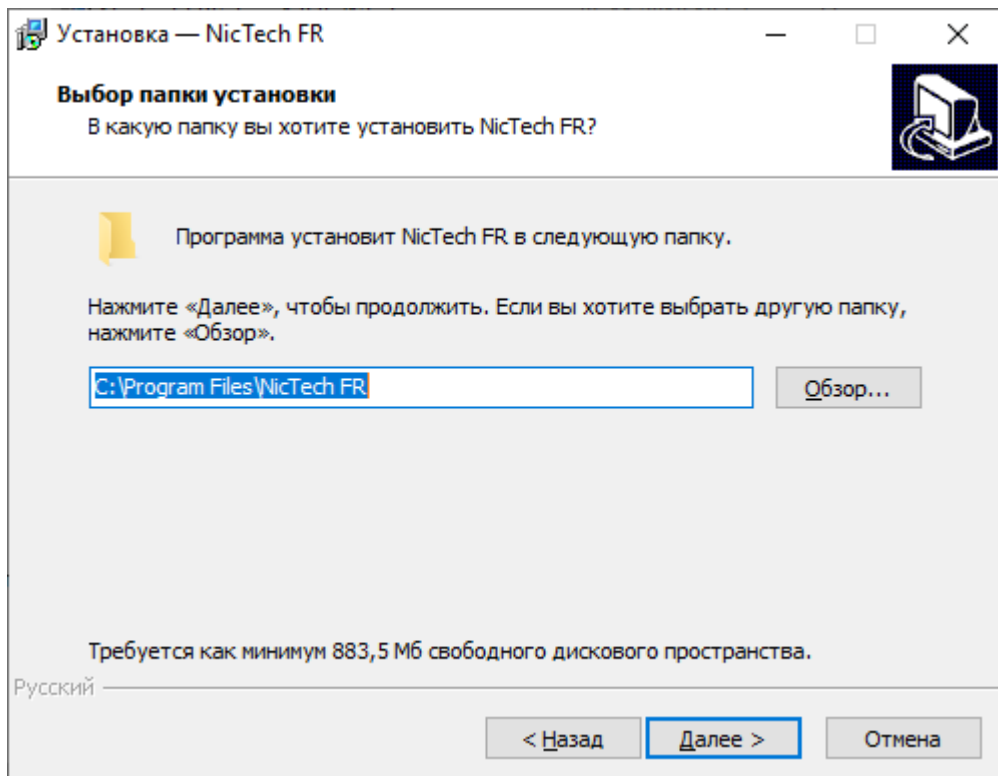 Установка — NicTech FR
Выбор папки установки
В какую папку вы хотите установить NicTech FR?
Программа установит NicTech FR в следующую папку.
Нажмите «Далее», чтобы продолжить. Если вы хотите выбрать другую папку,
нажмите «Обзор».
C:\Program Files\NicTech FR
Обзор...
Требуется как минимум 883,5 Мб свободного дискового пространства.
Русский
< Назад
Далее >
Отмена